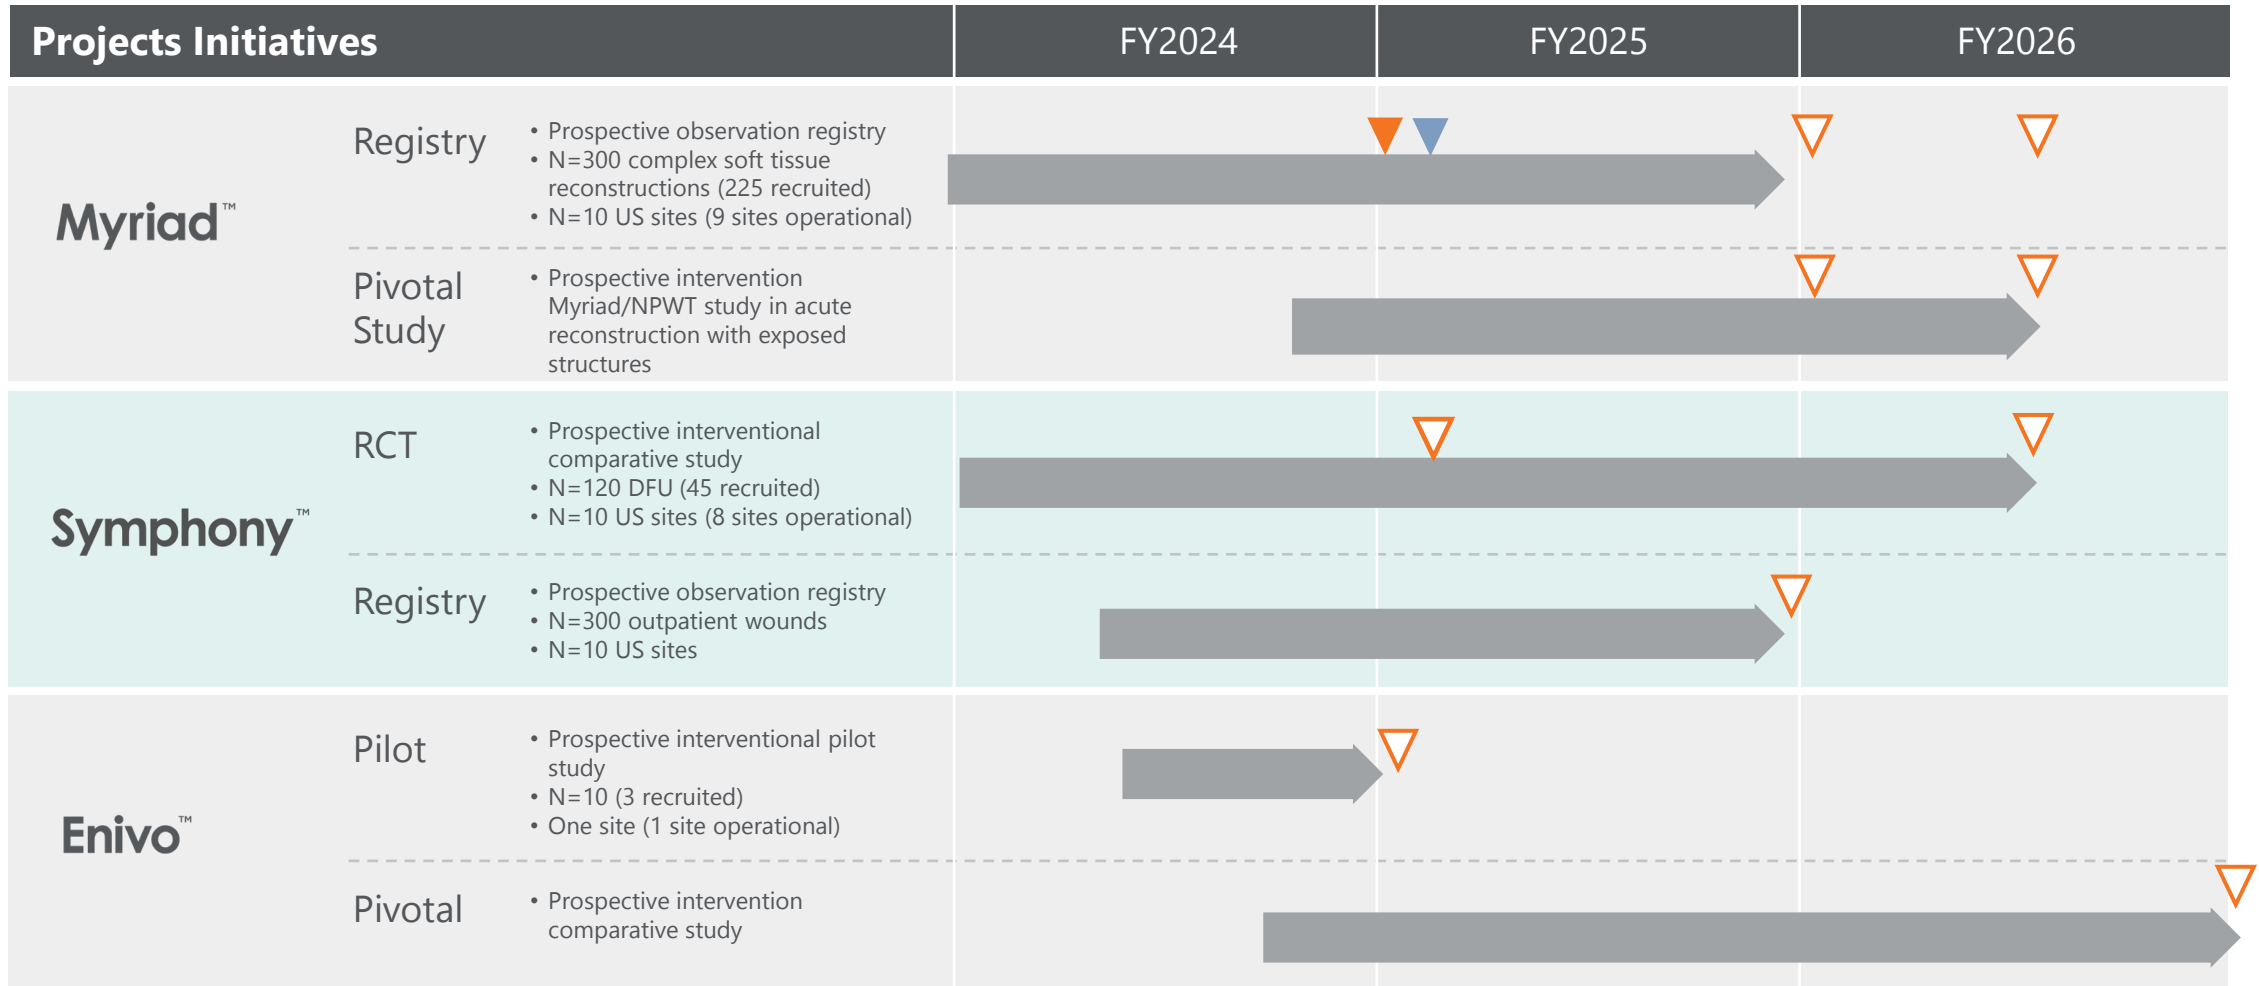 Projects Initiatives FY2024 FY2025 FY2026
Myriad™
Registry
• Prospective observation registry
• N=300 complex soft tissue
reconstructions (225 recruited)
• N=10 US sites (9 sites operational)
Pivotal
Study
• Prospective intervention
Myriad/NPWT study in acute
reconstruction with exposed
structures
Symphony™
RCT
• Prospective interventional
comparative study
• N=120 DFU (45 recruited)
• N=10 US sites (8 sites operational)
Registry
• Prospective observation registry
• N=300 outpatient wounds
• N=10 US sites
Enivo™
Pilot
• Prospective interventional pilot
study
• N=10 (3 recruited)
• One site (1 site operational)
Pivotal
• Prospective intervention
comparative study